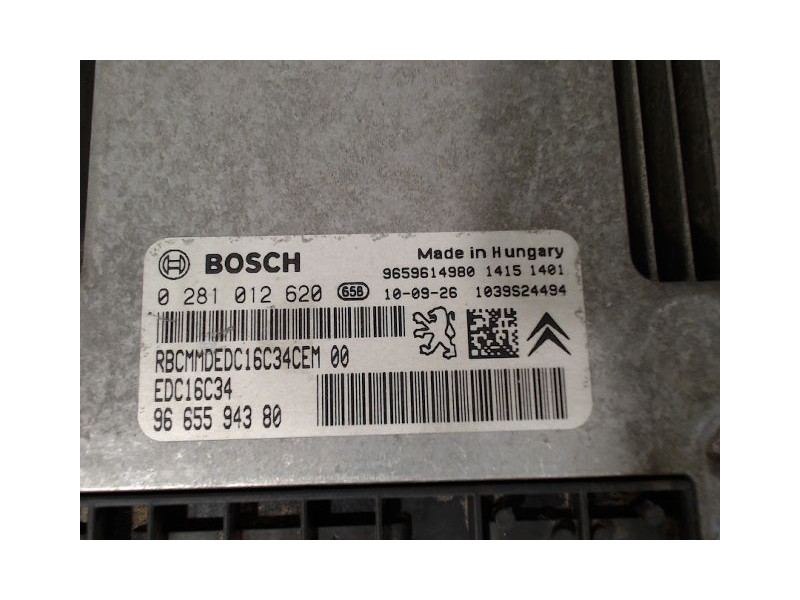 BOSCH
Made in Hungary
9659614980 1415 1401
0 281 012 620 658 10-09-26 1039S24494
RBCMMDEDC16C34CEM 00
EDC16C34
96 655 943 80